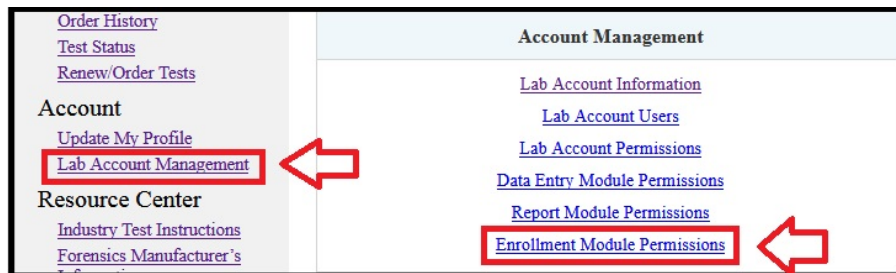 Order History
Test Status
Renew/Order Tests
Account
Update My Profile
Lab Account Management
Resource Center
Industry Test Instructions
Forensics Manufacturer's
Account Management
Lab Account Information
Lab Account Users
Lab Account Permissions
Data Entry Module Permissions
Report Module Permissions
Enrollment Module Permissions